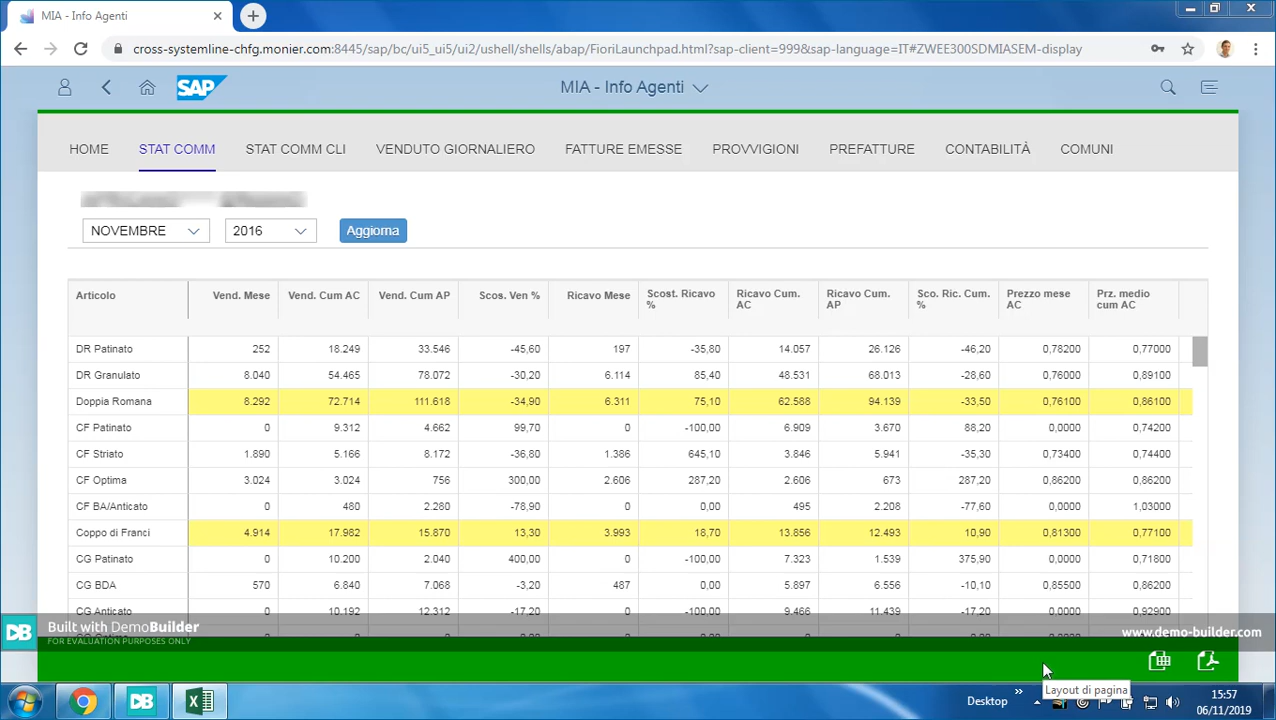 MIA - Info Agenti
cross-systemline-chfg.monier.com:8445/sap/bc/ui5_ui5/ui2/ushell/shells/abap/FioriLaunchpad.html?sap-client=999&sap-language=IT#ZWEE300SDMIASEM-display
SAP MIA - Info Agenti
HOME STAT COMM STAT COMM CLI VENDUTO GIORNALIERO FATTURE EMESSE PROVVIGIONI PREFATTURE CONTABILITÀ COMUNI
NOVEMBRE 2016 Aggiorna
Articolo Vend. Mese Vend. Cum AC Vend. Cum AP Scos. Ven % Ricavo Mese Scost. Ricavo % Ricavo Cum. AC Ricavo Cum. AP Sco. Ric. Cum. % Prezzo mese AC Prz. medio cum AC
DR Patinato 252 18.249 33.546 -45,60 197 -35,80 14.057 26.126 -46,20 0,78200 0,77000
DR Granulato 8.040 54.465 78.072 -30,20 6.114 85,40 48.531 68.013 -28,60 0,76000 0,89100
Doppia Romana 8.292 72.714 111.618 -34,90 6.311 75,10 62.588 94.139 -33,50 0,76100 0,86100
CF Patinato 0 9.312 4.662 99,70 0 -100,00 6.909 3.670 88,20 0,0000 0,74200
CF Striato 1.890 5.166 8.172 -36,80 1.386 645,10 3.846 5.941 -35,30 0,73400 0,74400
CF Optima 3.024 3.024 756 300,00 2.606 287,20 2.606 673 287,20 0,86200 0,86200
CF BA/Anticato 0 480 2.280 -78,90 0 0,00 495 2.208 -77,60 0,0000 1,03000
Coppo di Franci 4.914 17.982 15.870 13,30 3.993 18,70 13.856 12.493 10,90 0,81300 0,77100
CG Patinato 0 10.200 2.040 400,00 0 -100,00 7.323 1.539 375,90 0,0000 0,71800
CG BDA 570 6.840 7.068 -3,20 487 0,00 5.897 6.556 -10,10 0,85500 0,86200
CG Anticato 0 10.192 12.312 -17,20 0 -100,00 9.466 11.439 -17,20 0,0000 0,92900
DB Built with DemoBuilder
FOR EVALUATION PURPOSES ONLY
www.demo-builder.com
Layout di pagina
DB
Desktop »
15:57
06/11/2019